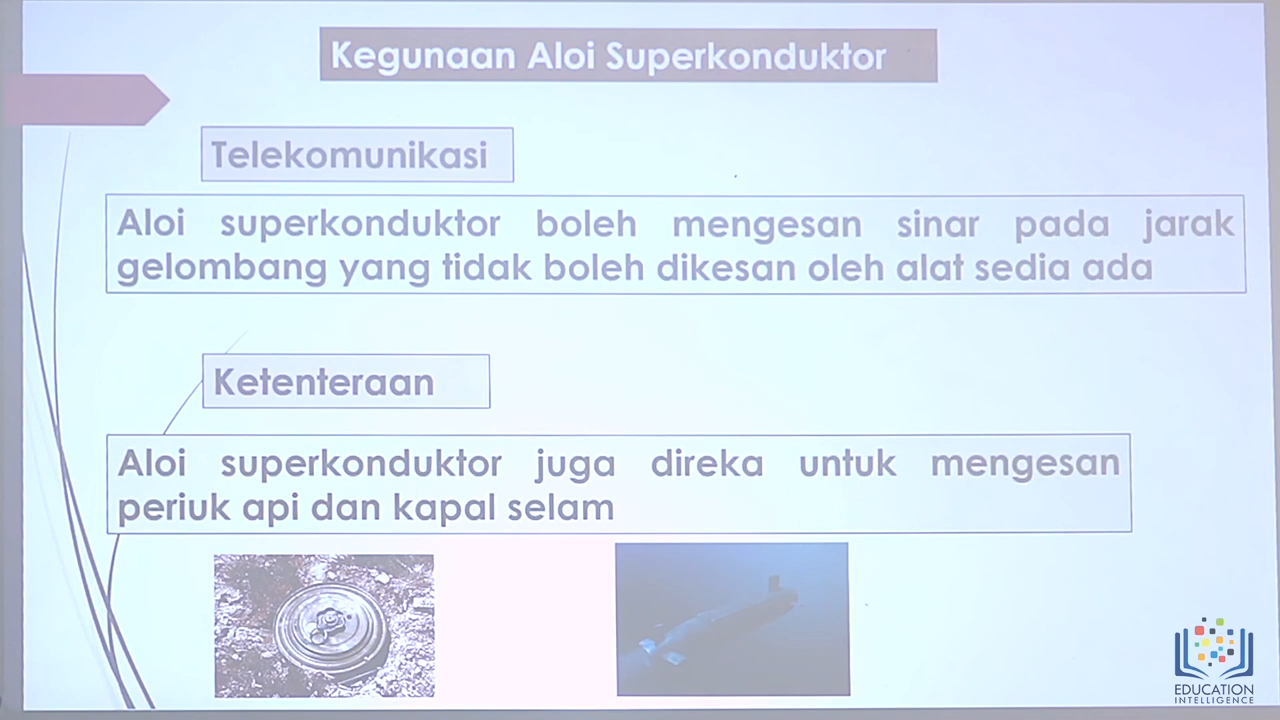 Kegunaan Aloi Superkonduktor
Telekomunikasi
Aloi superkonduktor boleh mengesan sinar pada jarak
gelombang yang tidak boleh dikesan oleh alat sedia ada
Ketenteraan
Aloi superkonduktor juga direka untuk mengesan
periuk api dan kapal selam
EDUCATION
INTELLIGENCE